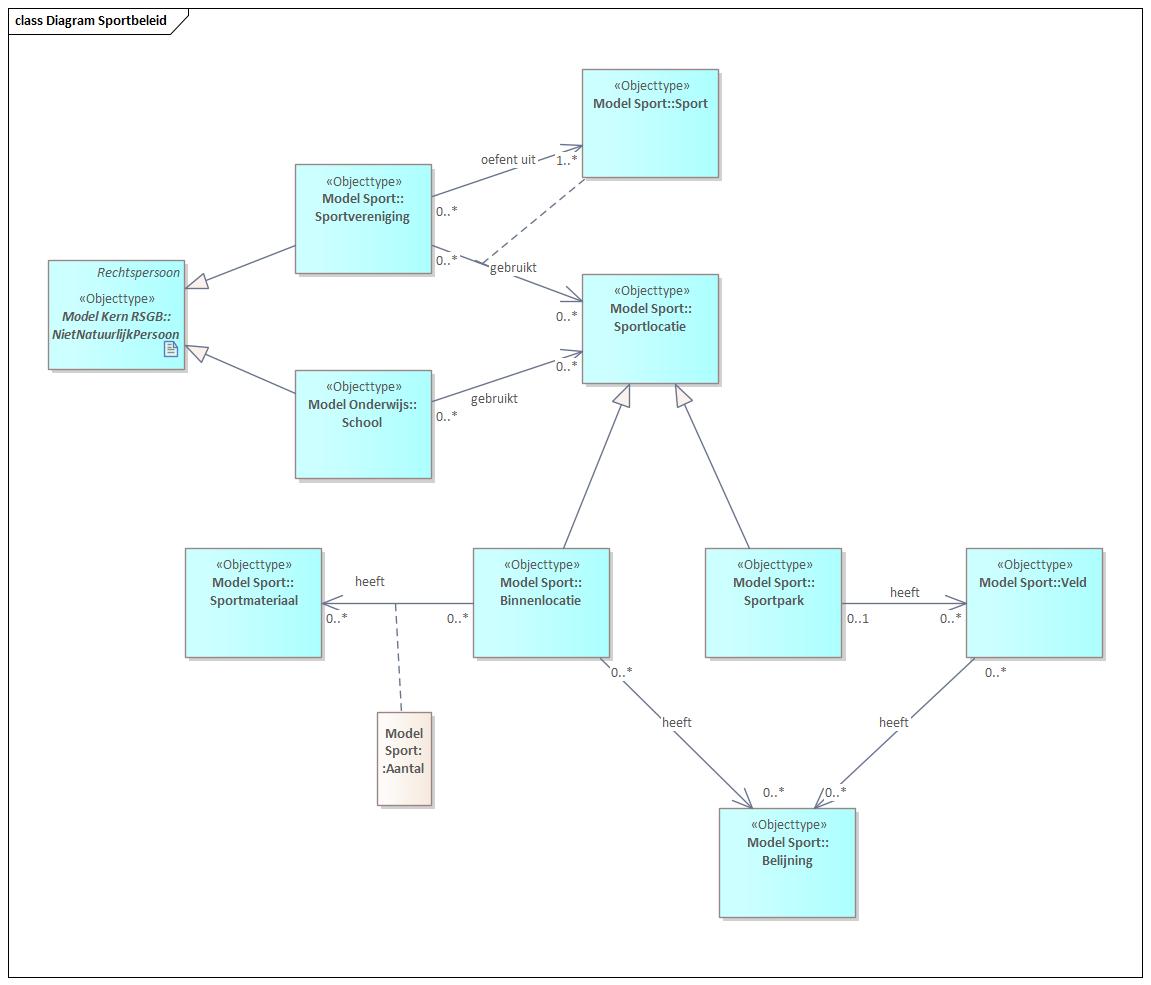 class Diagram Sportbeleid
«Objecttype»
Model Sport::Sport
oefent uit
1..*
«Objecttype»
Model Sport::
Sportvereniging
0..*
0..*
gebruikt
0..*
Rechtspersoon
«Objecttype»
Model Kern RSGB::
NietNatuurlijkPersoon
«Objecttype»
Model Sport::
Sportlocatie
0..*
«Objecttype»
Model Onderwijs::
School
0..*
gebruikt
«Objecttype»
Model Sport::
Sportmateriaal
heeft
0..*
0..*
«Objecttype»
Model Sport::
Binnenlocatie
«Objecttype»
Model Sport::
Sportpark
heeft
0..1
0..*
«Objecttype»
Model Sport::Veld
0..*
0..*
heeft
heeft
Model
Sport:
:Aantal
0..*
0..*
«Objecttype»
Model Sport::
Belijning